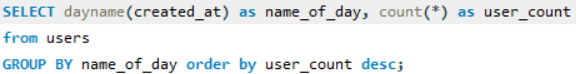 SELECT dayname(created_at) as name_of_day, count(*) as user_count
from users
GROUP BY name_of_day order by user_count desc;